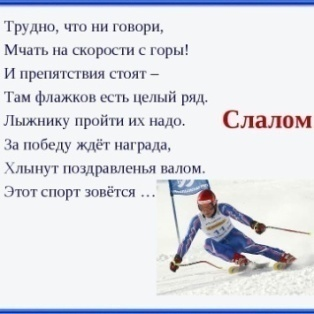 Трудно, что ни говори,
Мчать на скорости с горы!
И препятствия стоят –
Там флажков есть целый ряд.
Лыжнику пройти их надо.
За победу ждёт награда,
Хлынут поздравленья валом.
Этот спорт зовётся …
Слалом
11